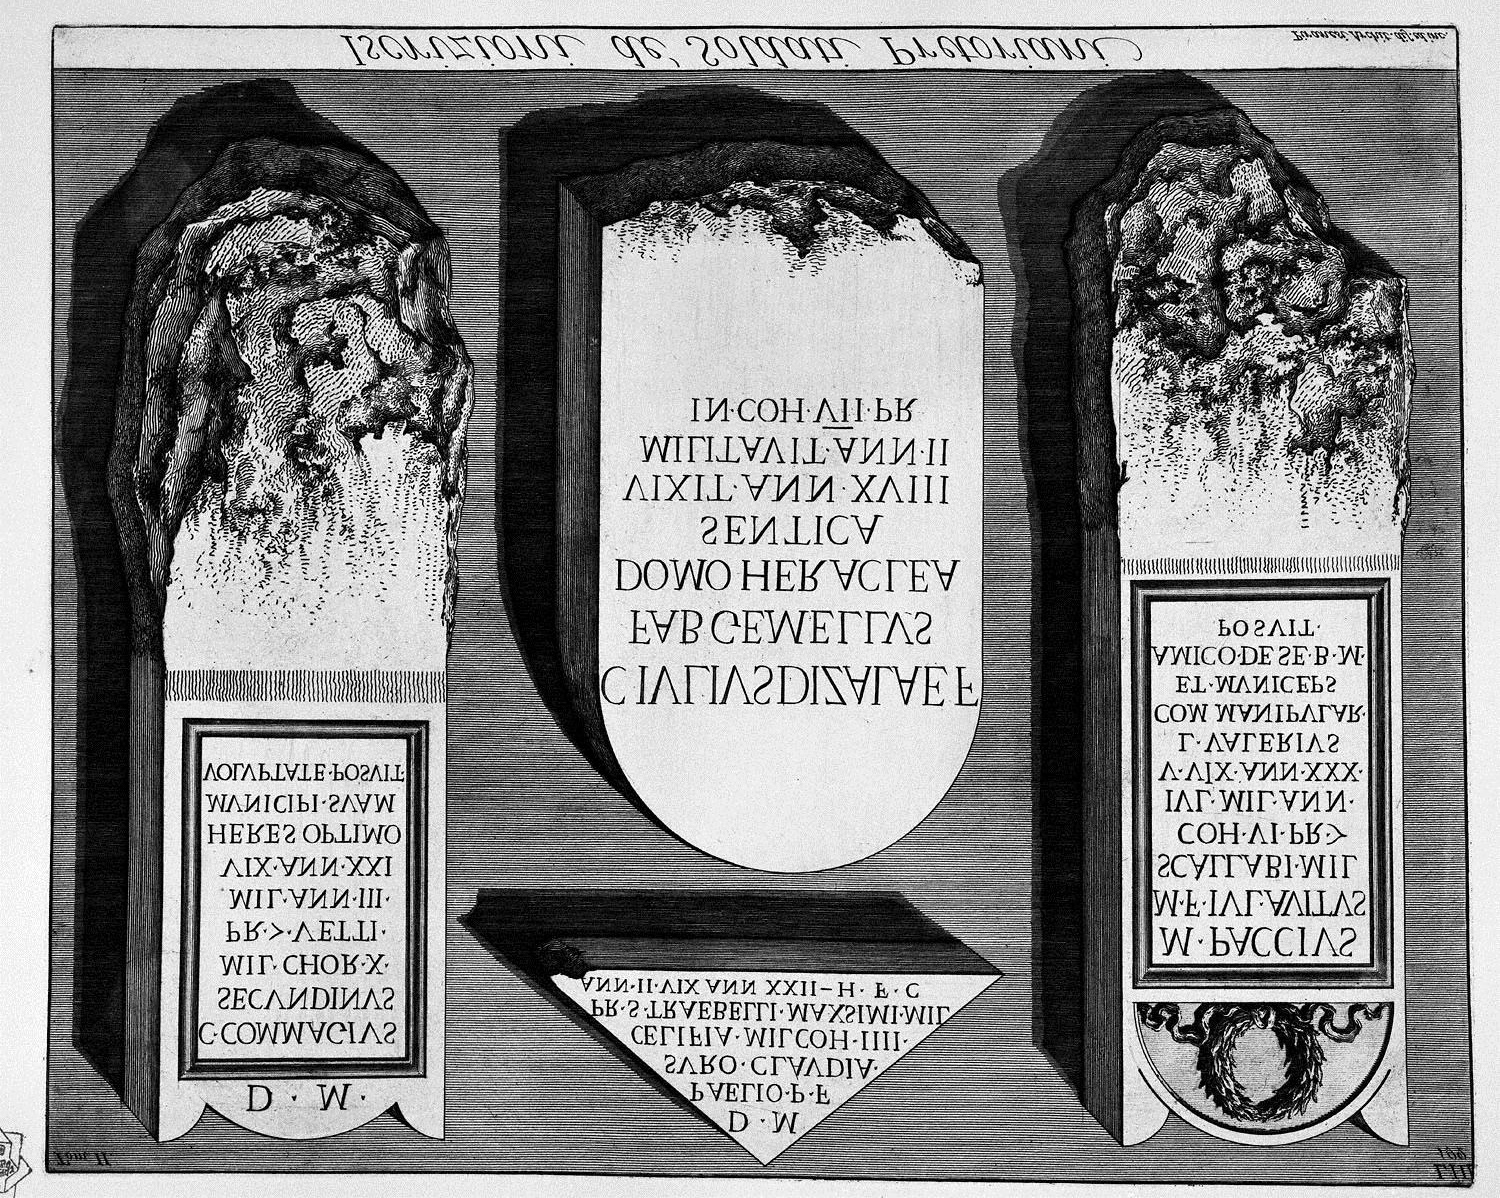 Tom. II.
D · M ·
C · COMMAGIVS
SECVNDINVS
MIL · CHOR · X ·
PR · > · VETTI ·
MIL · ANN · III ·
VIX · ANN · XXI
HERES OPTIMO
MVNICIPI · SVAM
VOLVPTATE · POSVIT
D · M
PAELIO · P · F
SVRO · CLAVDIA ·
CELIFIA · MIL COH · IIII ·
PR · S · TRAEBELLI · MAXSIMI · MIL
ANN · II · VIX ANN XXII – H · F · C
C IVLIVS DIZALAE F
FAB GEMELLVS
DOMO HERACLEA
SENTICA
VIXIT · ANN · XVIII
MILITAVIT · ANN · II
IN · COH · VII · PR
M · PACCIVS
M · F · IVL · AVITVS
SCALLABI · MIL
COH · VI · PR · >
IVL · MIL · ANN ·
V · VIX · ANN · XXX ·
L · VALERIVS
COM MANIPVLAR ·
ET · MVNICEPS
AMICO · DE SE · B · M ·
POSVIT ·
Iscrizioni de' Soldati Pretoriani
Piranesi Archit. dis. ed inc.